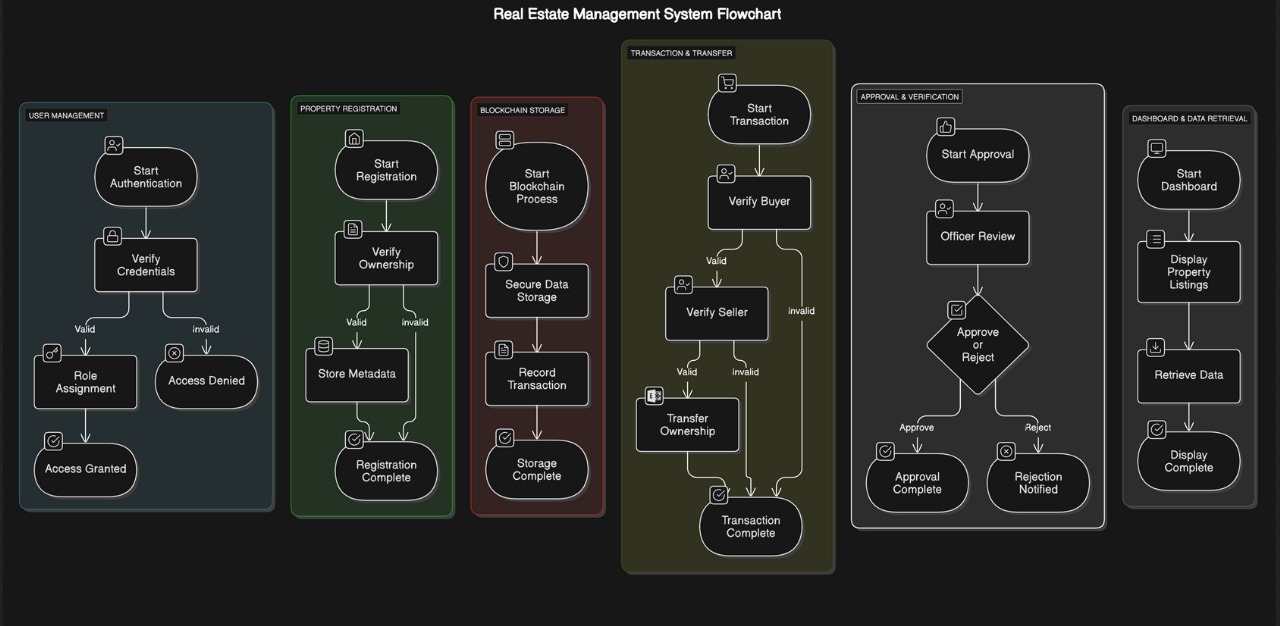 Real Estate Management System Flowchart
USER MANAGEMENT
Start
Authentication
Verify
Credentials
Valid
invalid
Role
Assignment
Access Denied
Access Granted
PROPERTY REGISTRATION
Start
Registration
Verify
Ownership
Valid
invalid
Store Metadata
Registration
Complete
BLOCKCHAIN STORAGE
Start
Blockchain
Process
Secure Data
Storage
Record
Transaction
Storage
Complete
TRANSACTION & TRANSFER
Start
Transaction
Verify Buyer
Valid
invalid
Verify Seller
Valid
invalid
Transfer
Ownership
Transaction
Complete
APPROVAL & VERIFICATION
Start Approval
Officer Review
Approve
or
Reject
Approve
Reject
Approval
Complete
Rejection
Notified
DASHBOARD & DATA RETRIEVAL
Start
Dashboard
Display
Property
Listings
Retrieve Data
Display
Complete